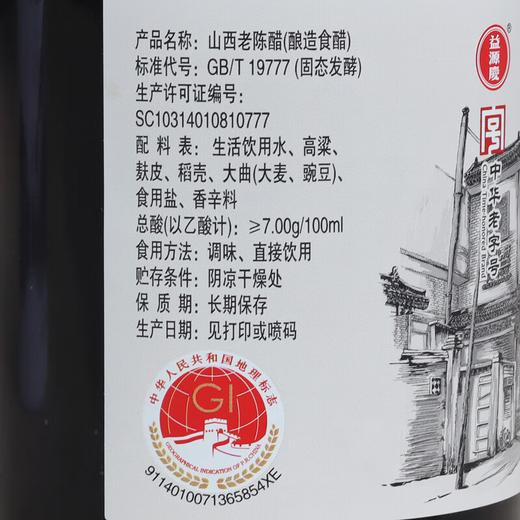 产品名称：山西老陈醋(酿造食醋)
标准代号：GB/T 19777 (固态发酵)
生产许可证编号：
SC10314010810777
配 料 表：生活饮用水、高粱、
麸皮、稻壳、大曲(大麦、豌豆)、
食用盐、香辛料
总酸(以乙酸计)：≥7.00g/100ml
食用方法：调味、直接饮用
贮存条件：阴凉干燥处
保 质 期：长期保存
生产日期：见打印或喷码
中华人民共和国地理标志
GI
GEOGRAPHICAL INDICATION OF P.R.CHINA
9114010071365854XE
益源慶
中华老字号
China Time-honored Brand